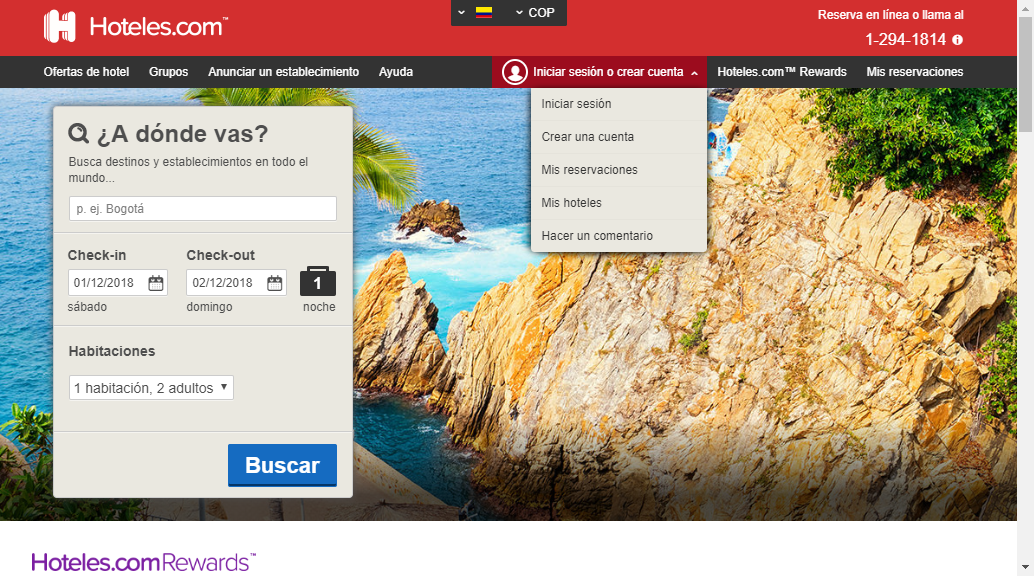 Hoteles.com™
COP
Reserva en línea o llama al
1-294-1814
Ofertas de hotel Grupos Anunciar un establecimiento Ayuda Iniciar sesión o crear cuenta Hoteles.com™ Rewards Mis reservaciones
Iniciar sesión
Crear una cuenta
Mis reservaciones
Mis hoteles
Hacer un comentario
¿A dónde vas?
Busca destinos y establecimientos en todo el
mundo...
p. ej. Bogotá
Check-in Check-out
01/12/2018 02/12/2018 1
sábado domingo noche
Habitaciones
1 habitación, 2 adultos
Buscar
Hoteles.com Rewards™